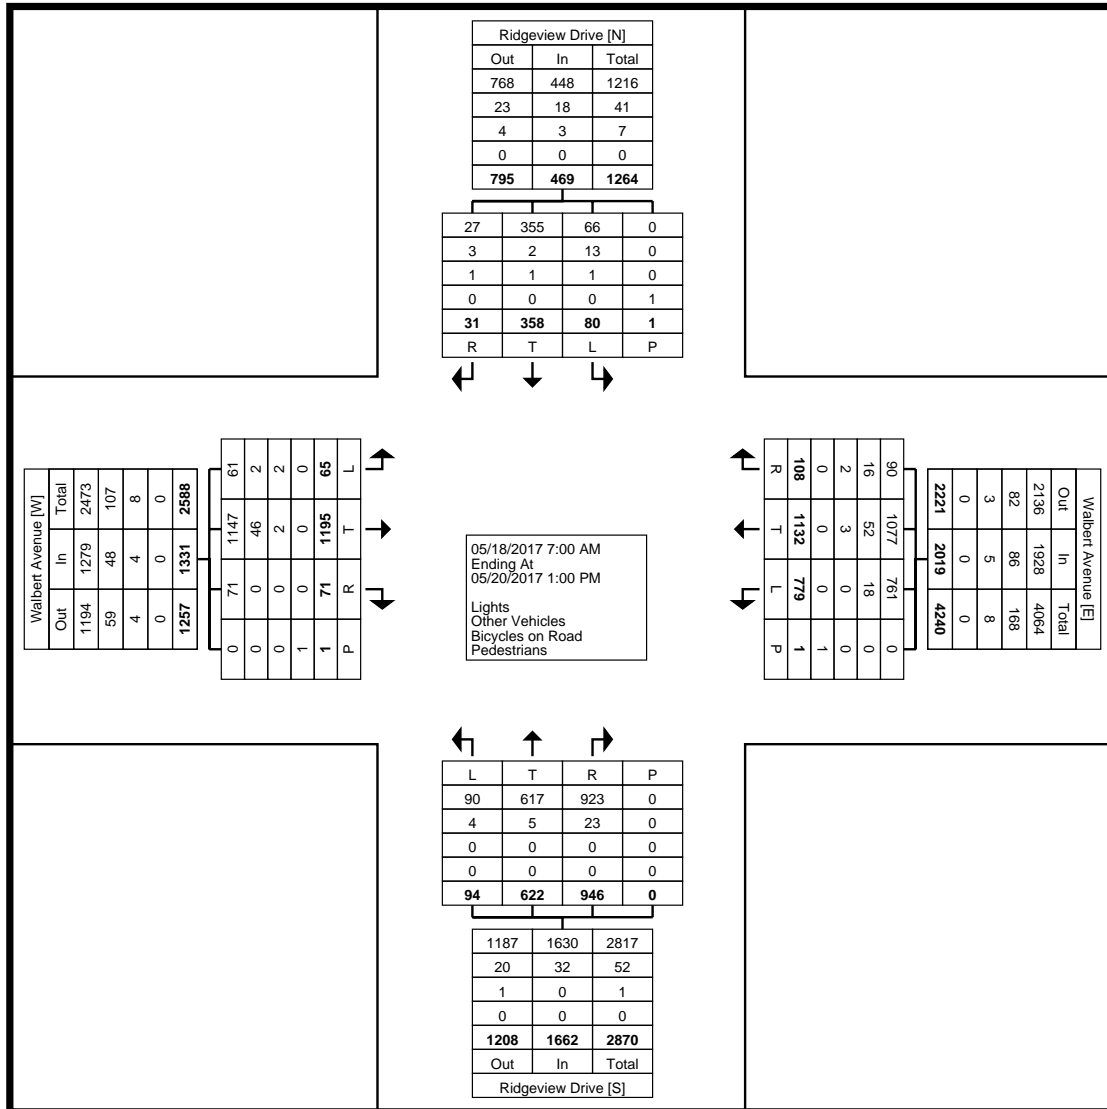 Ridgeview Drive [N]
Out In Total
768 448 1216
23 18 41
4 3 7
0 0 0
795 469 1264
27 355 66 0
3 2 13 0
1 1 1 0
0 0 0 1
31 358 80 1
R T L P
Walbert Avenue [W]
Out In Total
1194 1279 2473
59 48 107
4 4 8
0 0 0
1257 1331 2588
0 71 1147 61
0 0 46 2
0 0 2 2
1 0 0 0
1 71 1195 65
P R T L
05/18/2017 7:00 AM
Ending At
05/20/2017 1:00 PM
Lights
Other Vehicles
Bicycles on Road
Pedestrians
Walbert Avenue [E]
Out In Total
2136 1928 4064
82 86 168
3 5 8
0 0 0
2221 2019 4240
90 1077 761 0
16 52 18 0
2 3 0 0
0 0 0 1
108 1132 779 1
R T L P
L T R P
90 617 923 0
4 5 23 0
0 0 0 0
0 0 0 0
94 622 946 0
1187 1630 2817
20 32 52
1 0 1
0 0 0
1208 1662 2870
Out In Total
Ridgeview Drive [S]